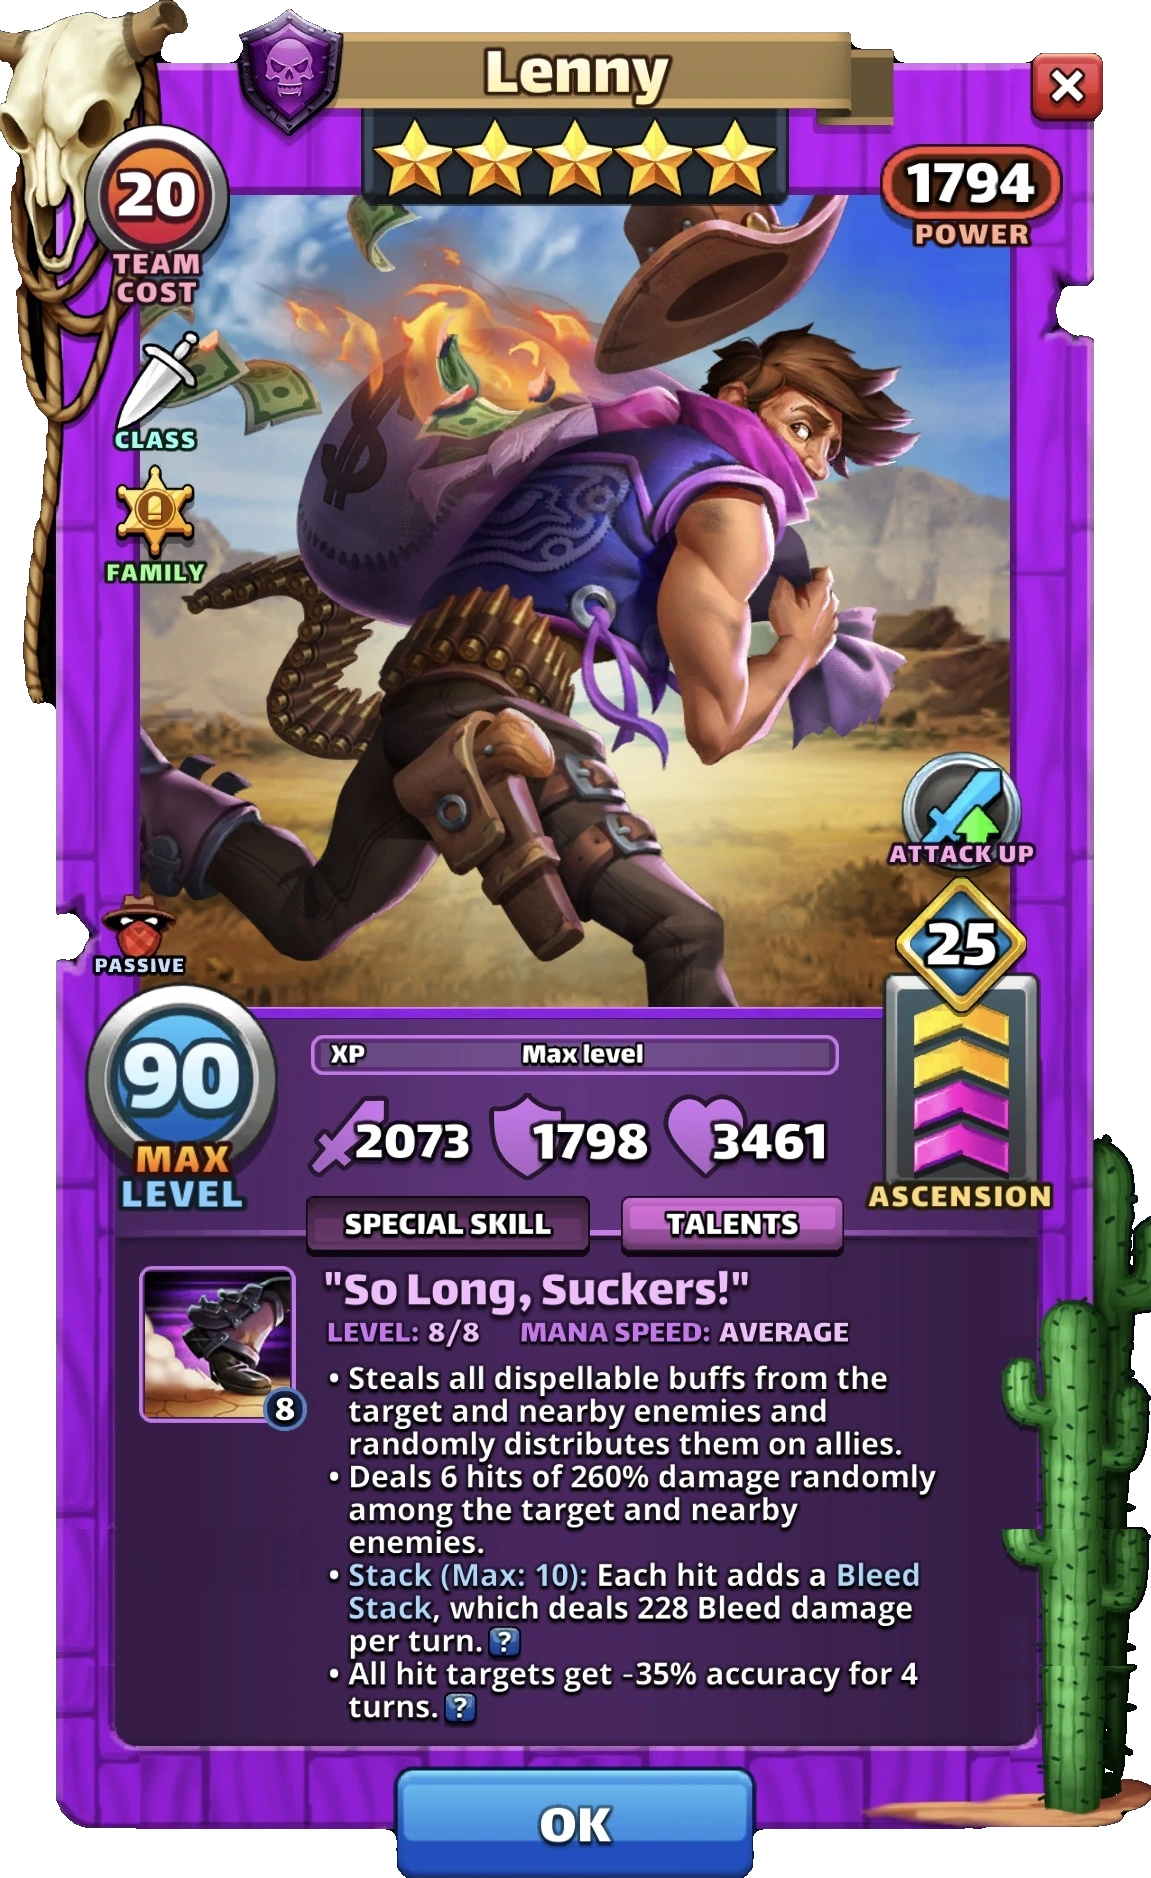 Lenny
20
TEAM
COST
1794
POWER
CLASS
FAMILY
$
ATTACK UP
PASSIVE
25
90
MAX
LEVEL
XP
Max level
2073 1798 3461
ASCENSION
SPECIAL SKILL
TALENTS
8
"So Long, Suckers!"
LEVEL: 8/8 MANA SPEED: AVERAGE
• Steals all dispellable buffs from the
target and nearby enemies and
randomly distributes them on allies.
• Deals 6 hits of 260% damage randomly
among the target and nearby
enemies.
• Stack (Max: 10): Each hit adds a Bleed
Stack, which deals 228 Bleed damage
per turn. ?
• All hit targets get -35% accuracy for 4
turns. ?
OK